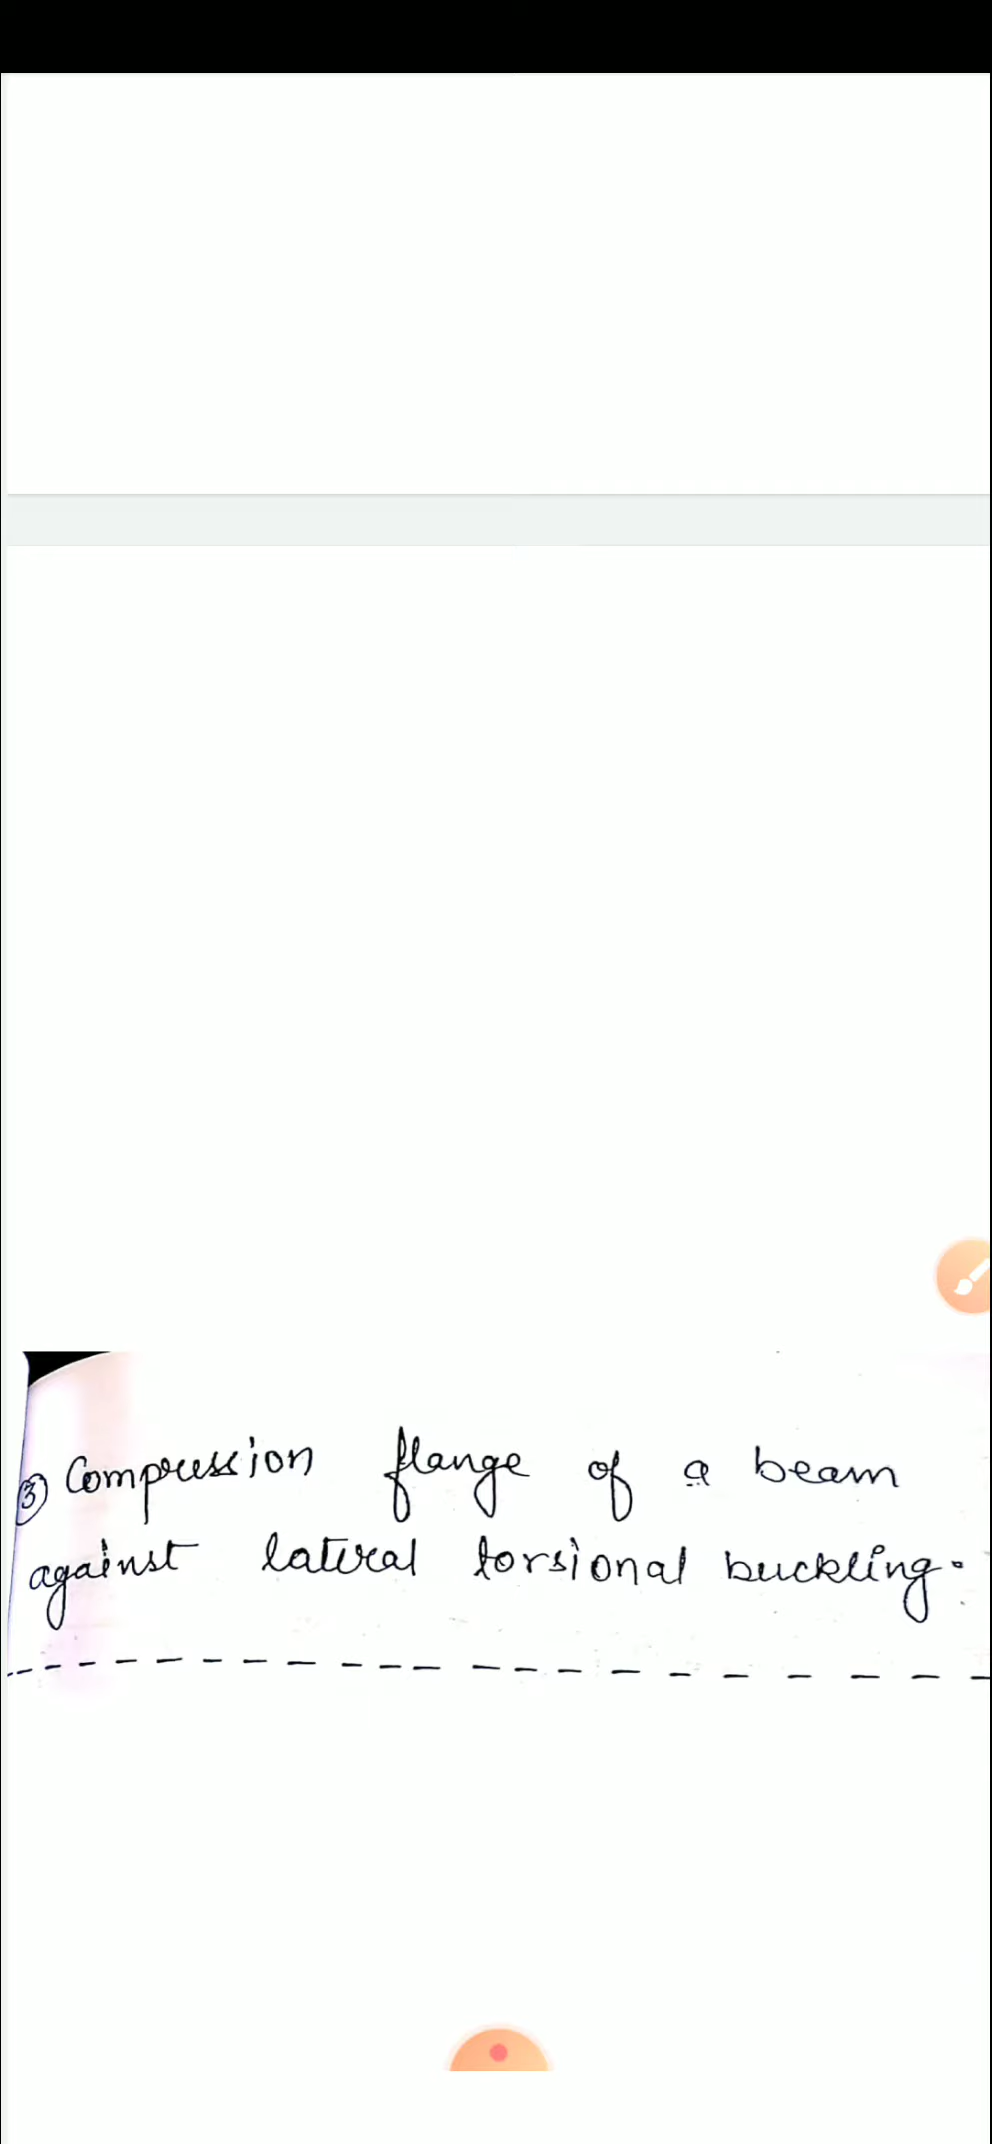 ③ Compression flange of a beam
against lateral torsional buckling.